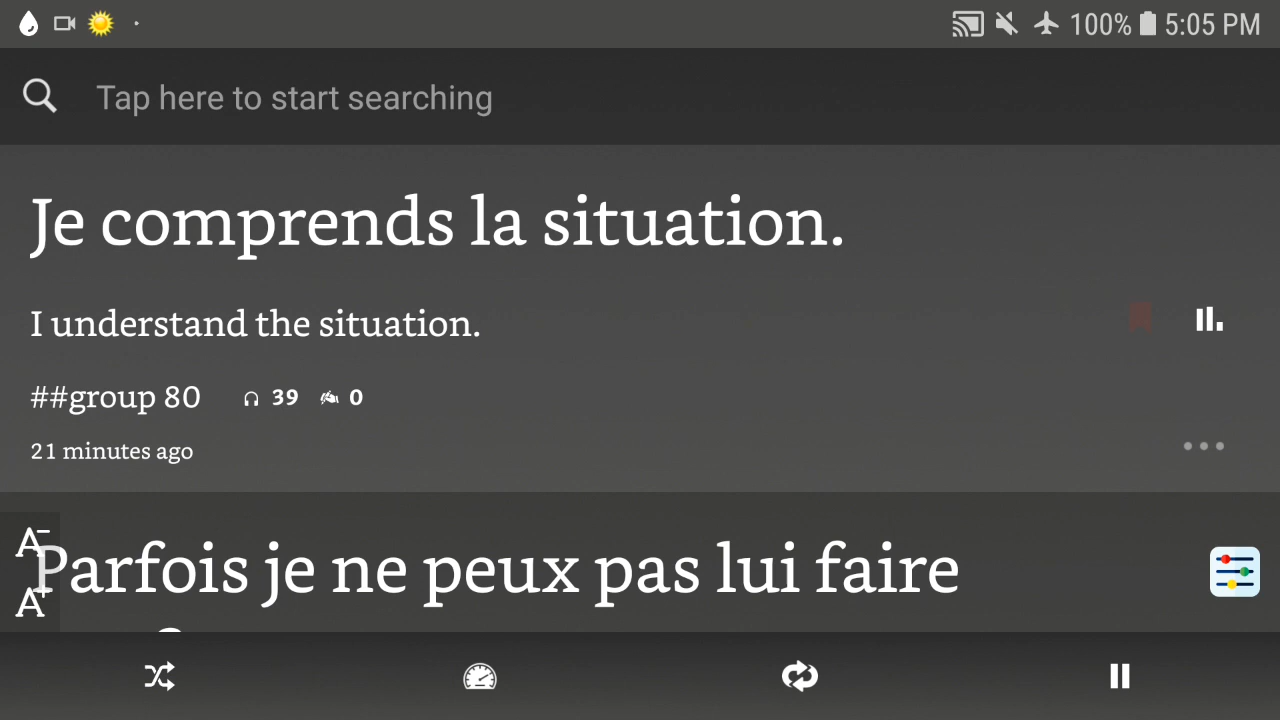 100% 5:05 PM
Tap here to start searching
Je comprends la situation.
I understand the situation.
##group 80 39 0
21 minutes ago
A-
Parfois je ne peux pas lui faire
A+